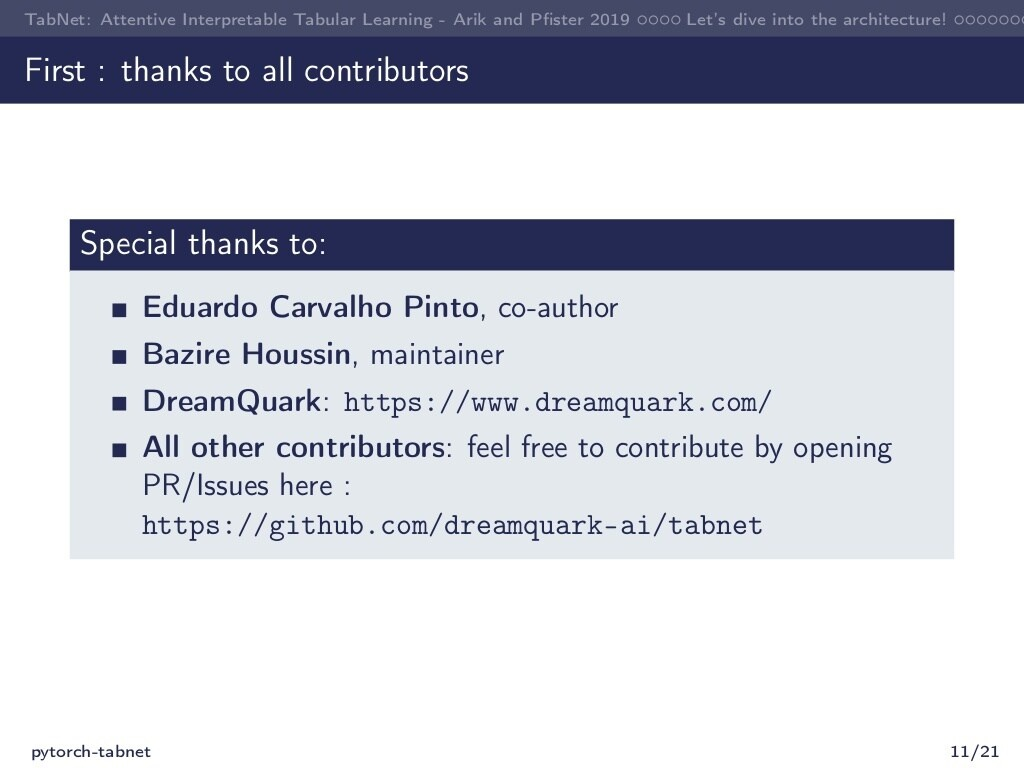 TabNet: Attentive Interpretable Tabular Learning - Arik and Pfister 2019 Let's dive into the architecture!
First : thanks to all contributors
Special thanks to:
Eduardo Carvalho Pinto, co-author
Bazire Houssin, maintainer
DreamQuark: https://www.dreamquark.com/
All other contributors: feel free to contribute by opening
PR/Issues here :
https://github.com/dreamquark-ai/tabnet
pytorch-tabnet 11/21